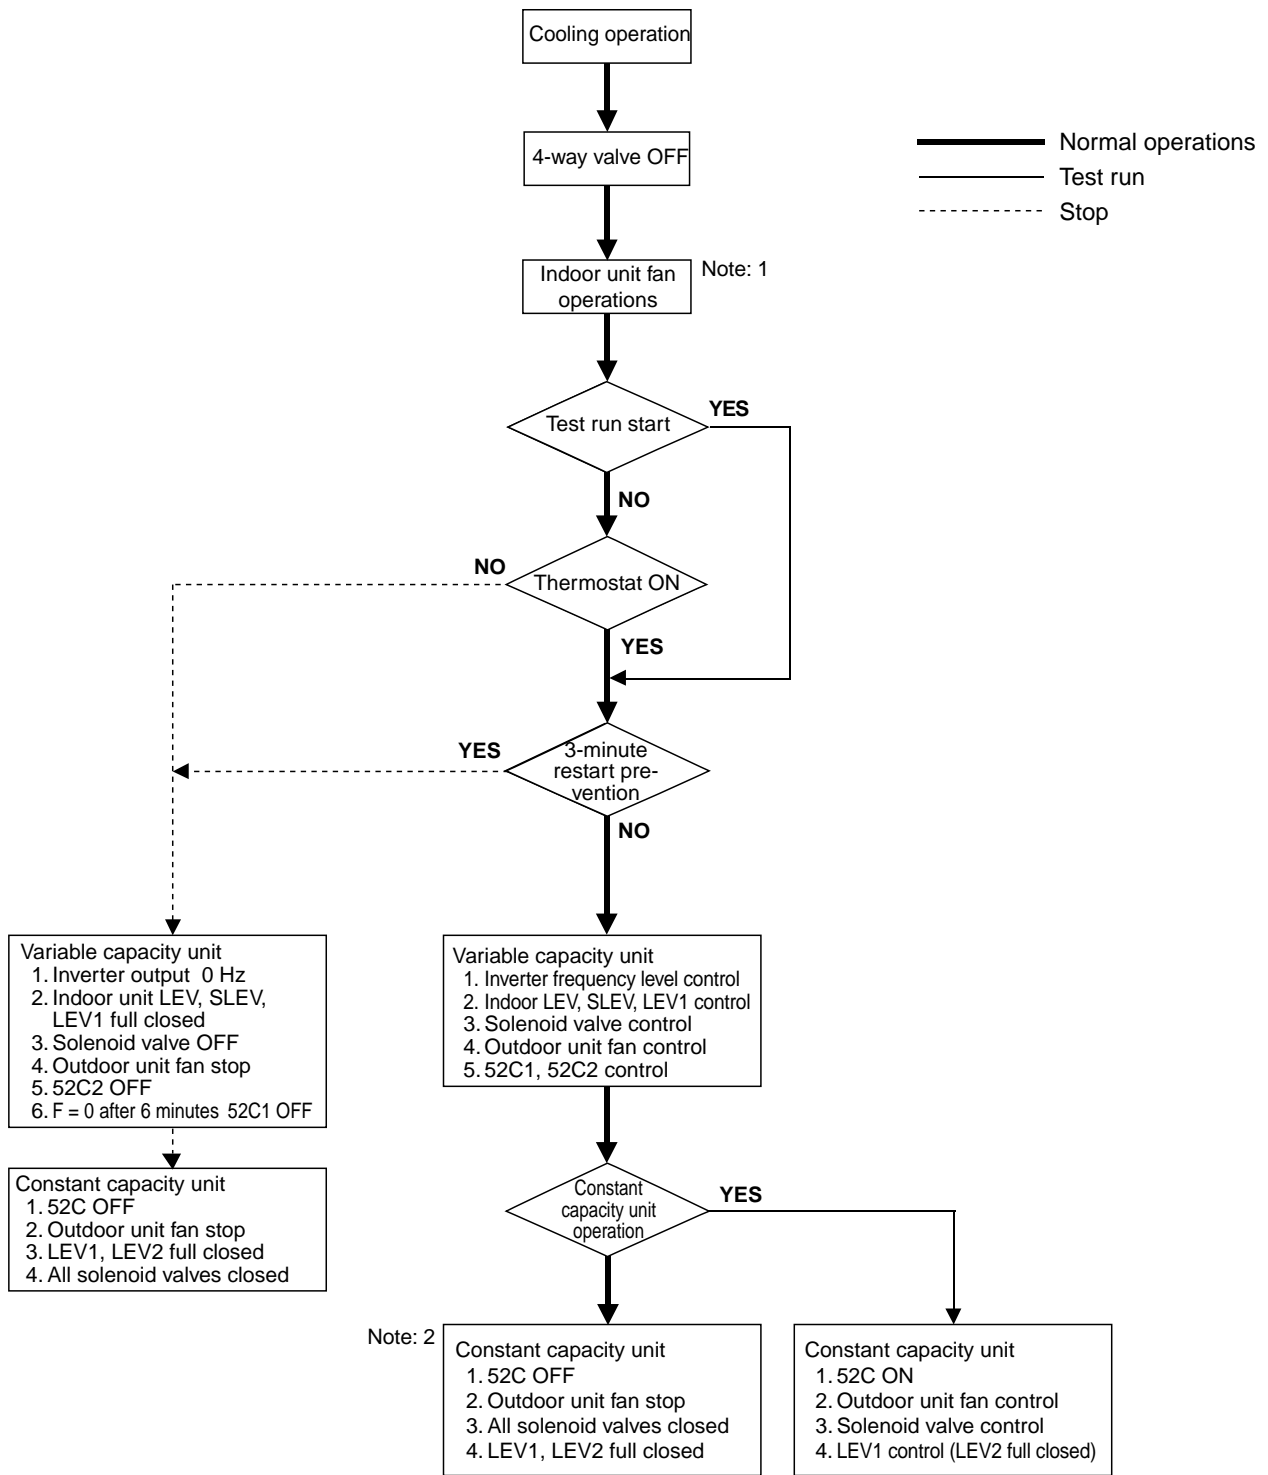 Cooling operation
4-way valve OFF
Normal operations
Test run
Stop
Indoor unit fan
operations
Note: 1
Test run start
YES
NO
Thermostat ON
NO
YES
3-minute
restart pre-
vention
YES
NO
Variable capacity unit
1. Inverter output 0 Hz
2. Indoor unit LEV, SLEV,
LEV1 full closed
3. Solenoid valve OFF
4. Outdoor unit fan stop
5. 52C2 OFF
6. F = 0 after 6 minutes 52C1 OFF
Variable capacity unit
1. Inverter frequency level control
2. Indoor LEV, SLEV, LEV1 control
3. Solenoid valve control
4. Outdoor unit fan control
5. 52C1, 52C2 control
Constant capacity unit
1. 52C OFF
2. Outdoor unit fan stop
3. LEV1, LEV2 full closed
4. All solenoid valves closed
Constant
capacity unit
operation
YES
Note: 2
Constant capacity unit
1. 52C OFF
2. Outdoor unit fan stop
3. All solenoid valves closed
4. LEV1, LEV2 full closed
Constant capacity unit
1. 52C ON
2. Outdoor unit fan control
3. Solenoid valve control
4. LEV1 control (LEV2 full closed)